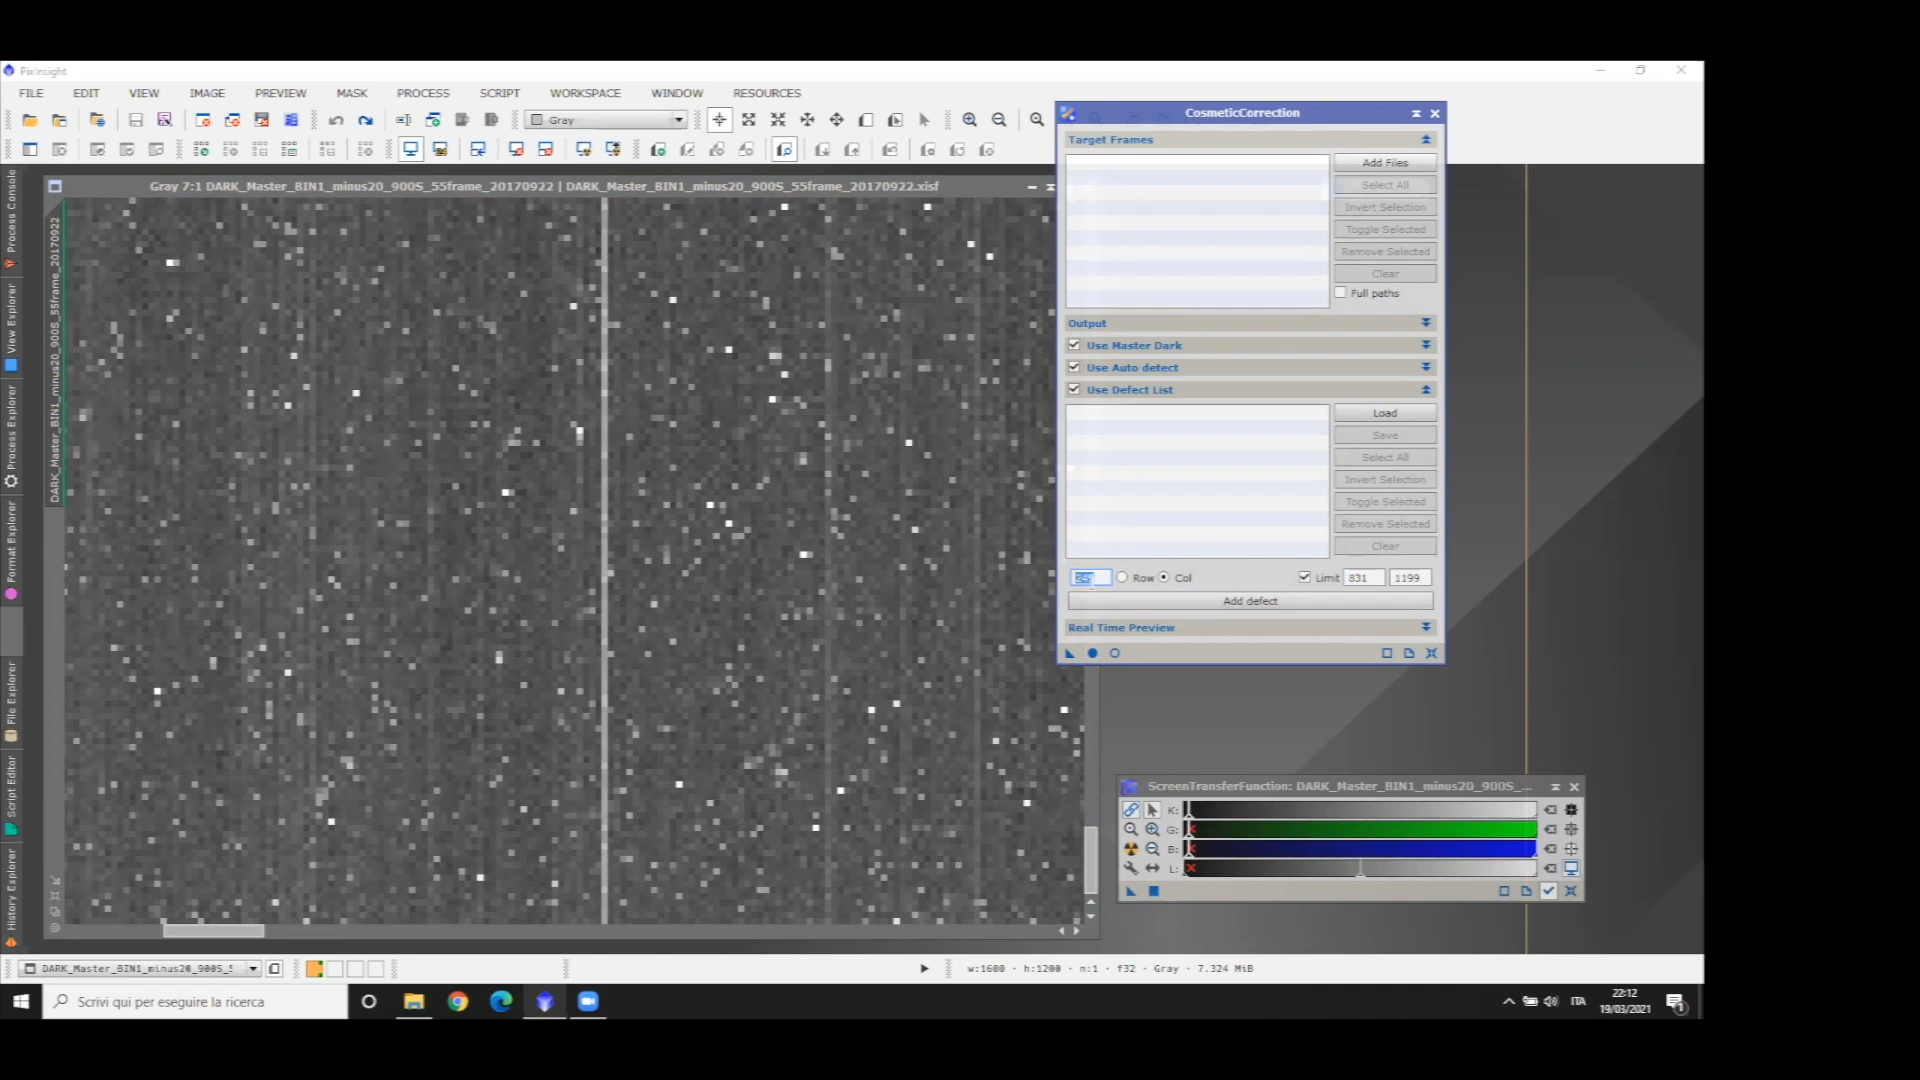 PixInsight
FILE EDIT VIEW IMAGE PREVIEW MASK PROCESS SCRIPT WORKSPACE WINDOW RESOURCES
Gray
Gray 7:1 DARK_Master_BIN1_minus20_900S_55frame_20170922 | DARK_Master_BIN1_minus20_900S_55frame_20170922.xisf
DARK_Master_BIN1_minus20_900S_55frame_20170922
Process Console
View Explorer
Process Explorer
Format Explorer
File Explorer
Script Editor
History Explorer
CosmeticCorrection
Target Frames
Add Files
Select All
Invert Selection
Toggle Selected
Remove Selected
Clear
Full paths
Output
Use Master Dark
Use Auto detect
Use Defect List
Load
Save
Select All
Invert Selection
Toggle Selected
Remove Selected
Clear
Row Col Limit 831 1199
Add defect
Real Time Preview
ScreenTransferFunction: DARK_Master_BIN1_minus20_900S_...
K:
G:
B:
L:
DARK_Master_BIN1_minus20_900S_5
w:1600 · h:1200 · n:1 · f32 · Gray · 7.324 MiB
Scrivi qui per eseguire la ricerca
ITA
22:12
19/03/2021
1